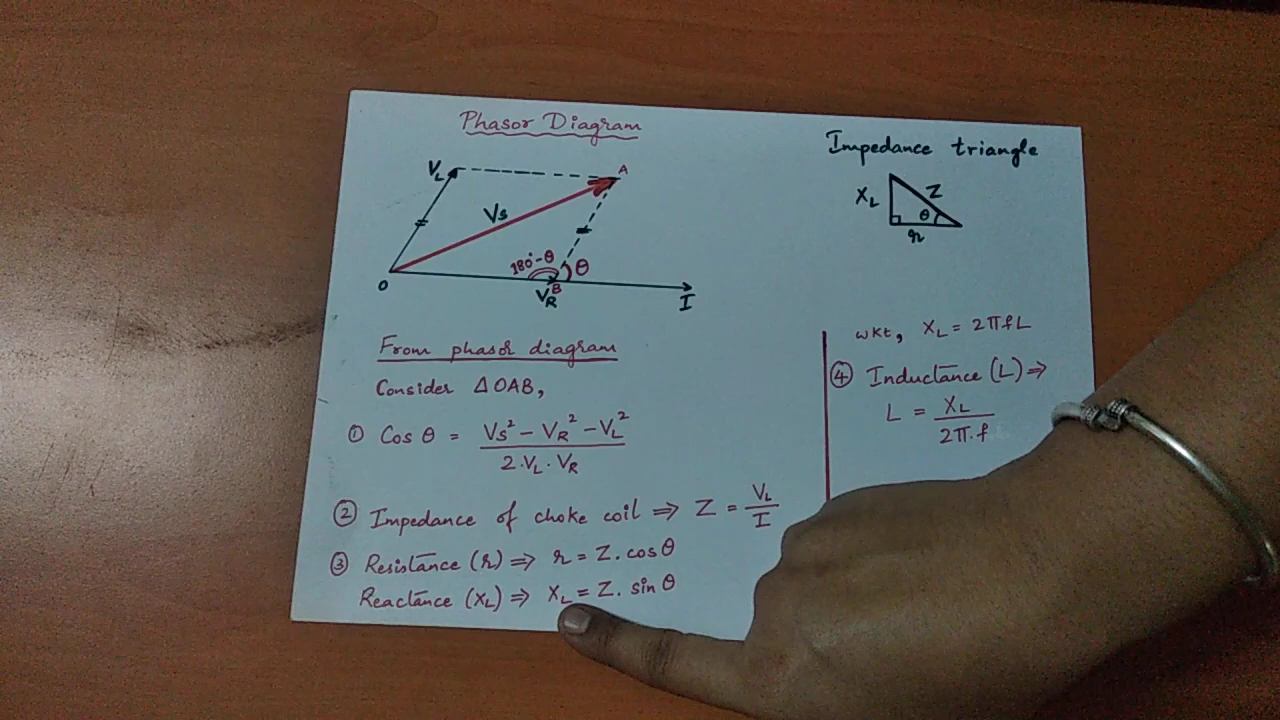 Phasor Diagram
VL
A
Vs
180°-θ
θ
O
B
VR
I
From phasor diagram
Consider ΔOAB,
① Cos θ = (Vs² - VR² - VL²) / (2.VL.VR)
② Impedance of choke coil ⇒ Z = VL / I
③ Resistance (r) ⇒ r = Z. cosθ
Reactance (XL) ⇒ XL = Z. sinθ
Impedance triangle
XL
Z
θ
r
WKt, XL = 2πfL
④ Inductance (L) ⇒
L = XL / 2π.f